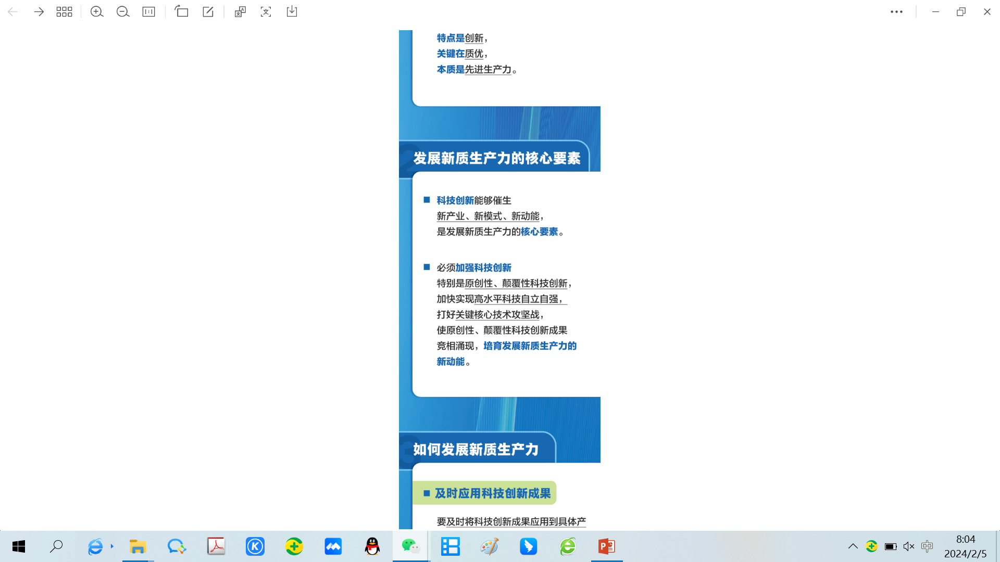 特点是创新，
关键在质优，
本质是先进生产力。
2
发展新质生产力的核心要素
科技创新能够催生
新产业、新模式、新动能，
是发展新质生产力的核心要素。
必须加强科技创新
特别是原创性、颠覆性科技创新，
加快实现高水平科技自立自强，
打好关键核心技术攻坚战，
使原创性、颠覆性科技创新成果
竞相涌现，培育发展新质生产力的
新动能。
3
如何发展新质生产力
及时应用科技创新成果
要及时将科技创新成果应用到具体产
中
8:04
2024/2/5